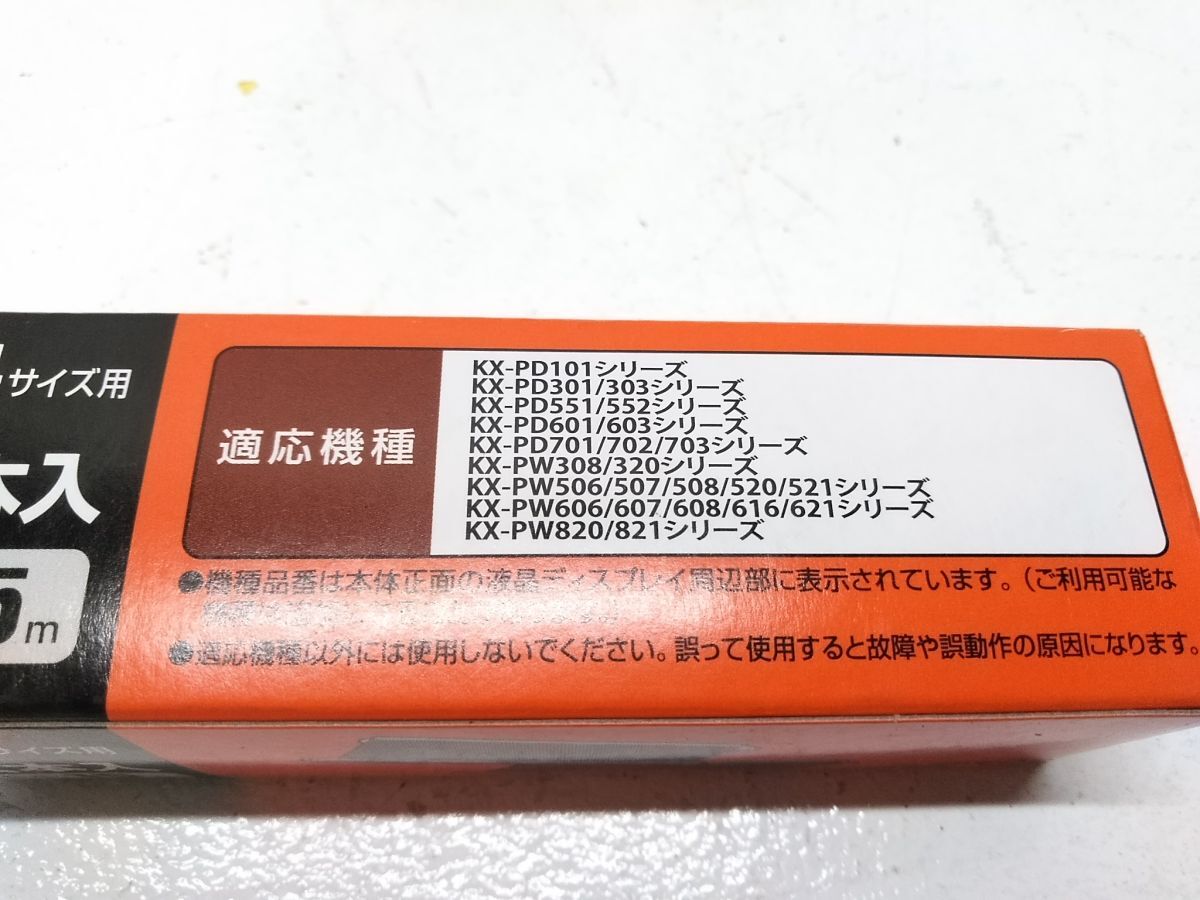 サイズ用
本入
5m
適応機種
KX-PD101シリーズ
KX-PD301/303シリーズ
KX-PD551/552シリーズ
KX-PD601/603シリーズ
KX-PD701/702/703シリーズ
KX-PW308/320シリーズ
KX-PW506/507/508/520/521シリーズ
KX-PW606/607/608/616/621シリーズ
KX-PW820/821シリーズ
●機種品番は本体正面の液晶ディスプレイ周辺部に表示されています。(ご利用可能な
●適応機種以外には使用しないでください。誤って使用すると故障や誤動作の原因になります。
サイズ用